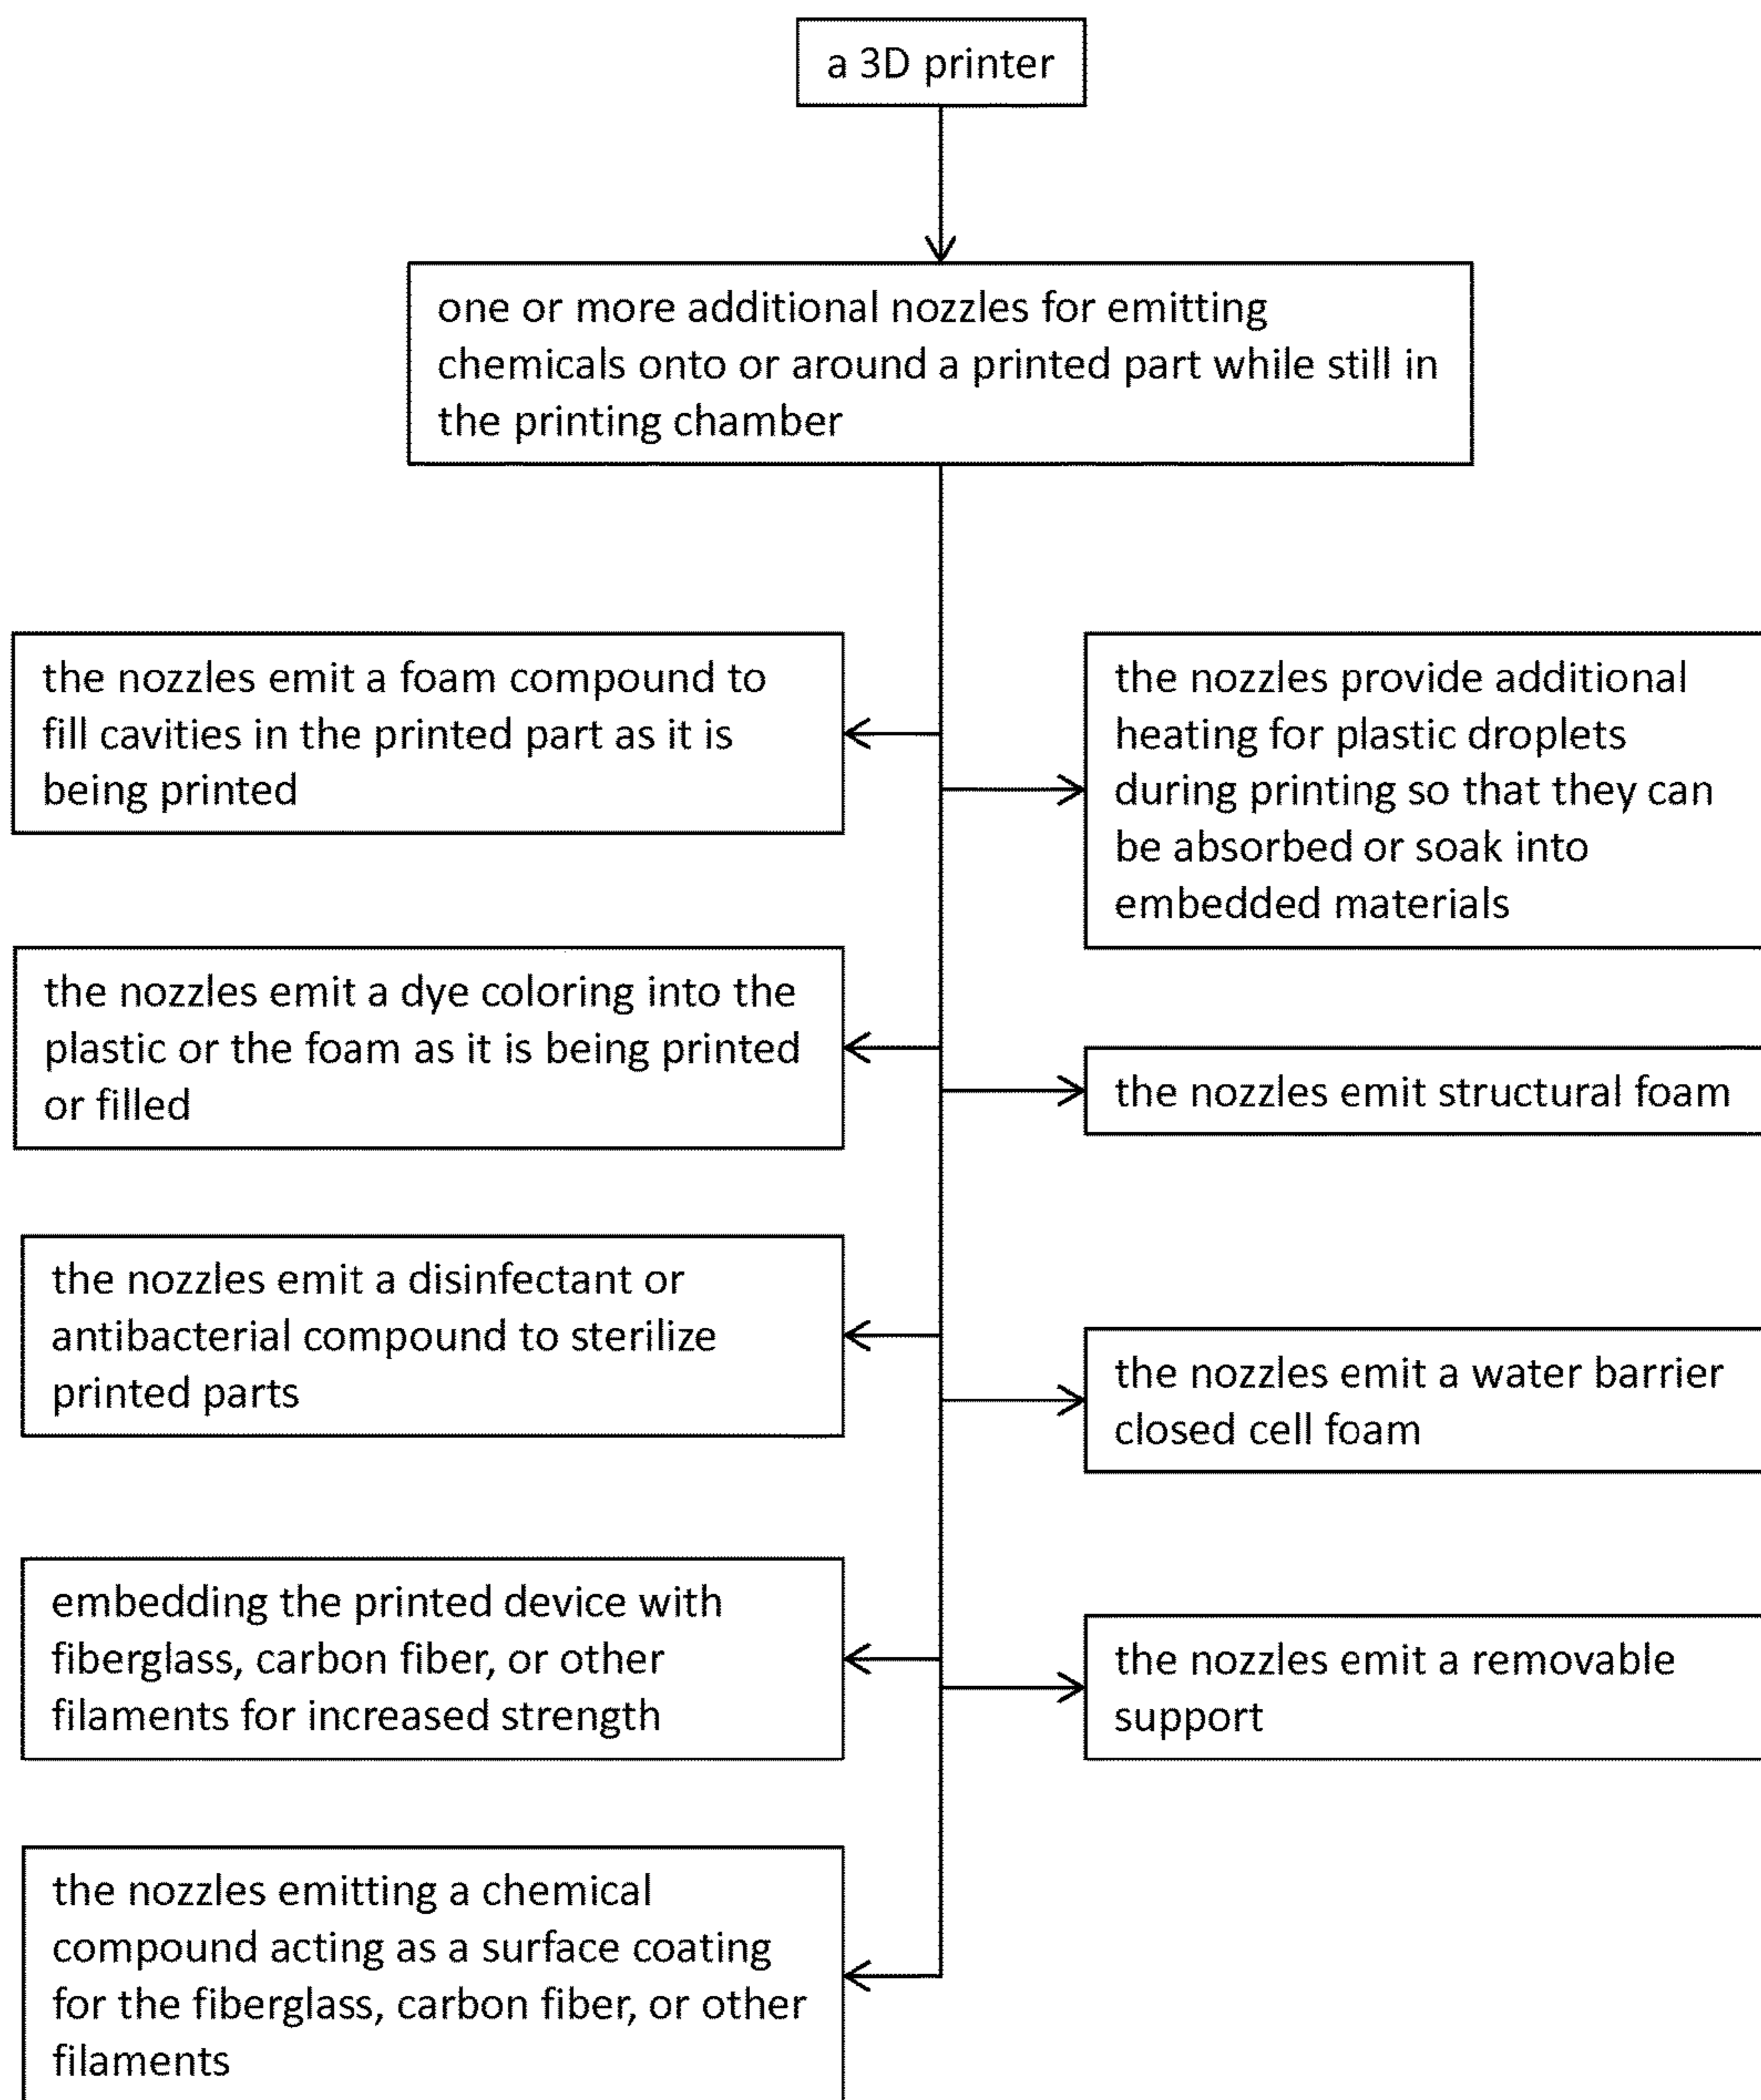 a 3D printer
one or more additional nozzles for emitting
chemicals onto or around a printed part while still in
the printing chamber
the nozzles emit a foam compound to
fill cavities in the printed part as it is
being printed
the nozzles provide additional
heating for plastic droplets
during printing so that they can
be absorbed or soak into
embedded materials
the nozzles emit a dye coloring into the
plastic or the foam as it is being printed
or filled
the nozzles emit structural foam
the nozzles emit a disinfectant or
antibacterial compound to sterilize
printed parts
the nozzles emit a water barrier
closed cell foam
embedding the printed device with
fiberglass, carbon fiber, or other
filaments for increased strength
the nozzles emit a removable
support
the nozzles emitting a chemical
compound acting as a surface coating
for the fiberglass, carbon fiber, or other
filaments